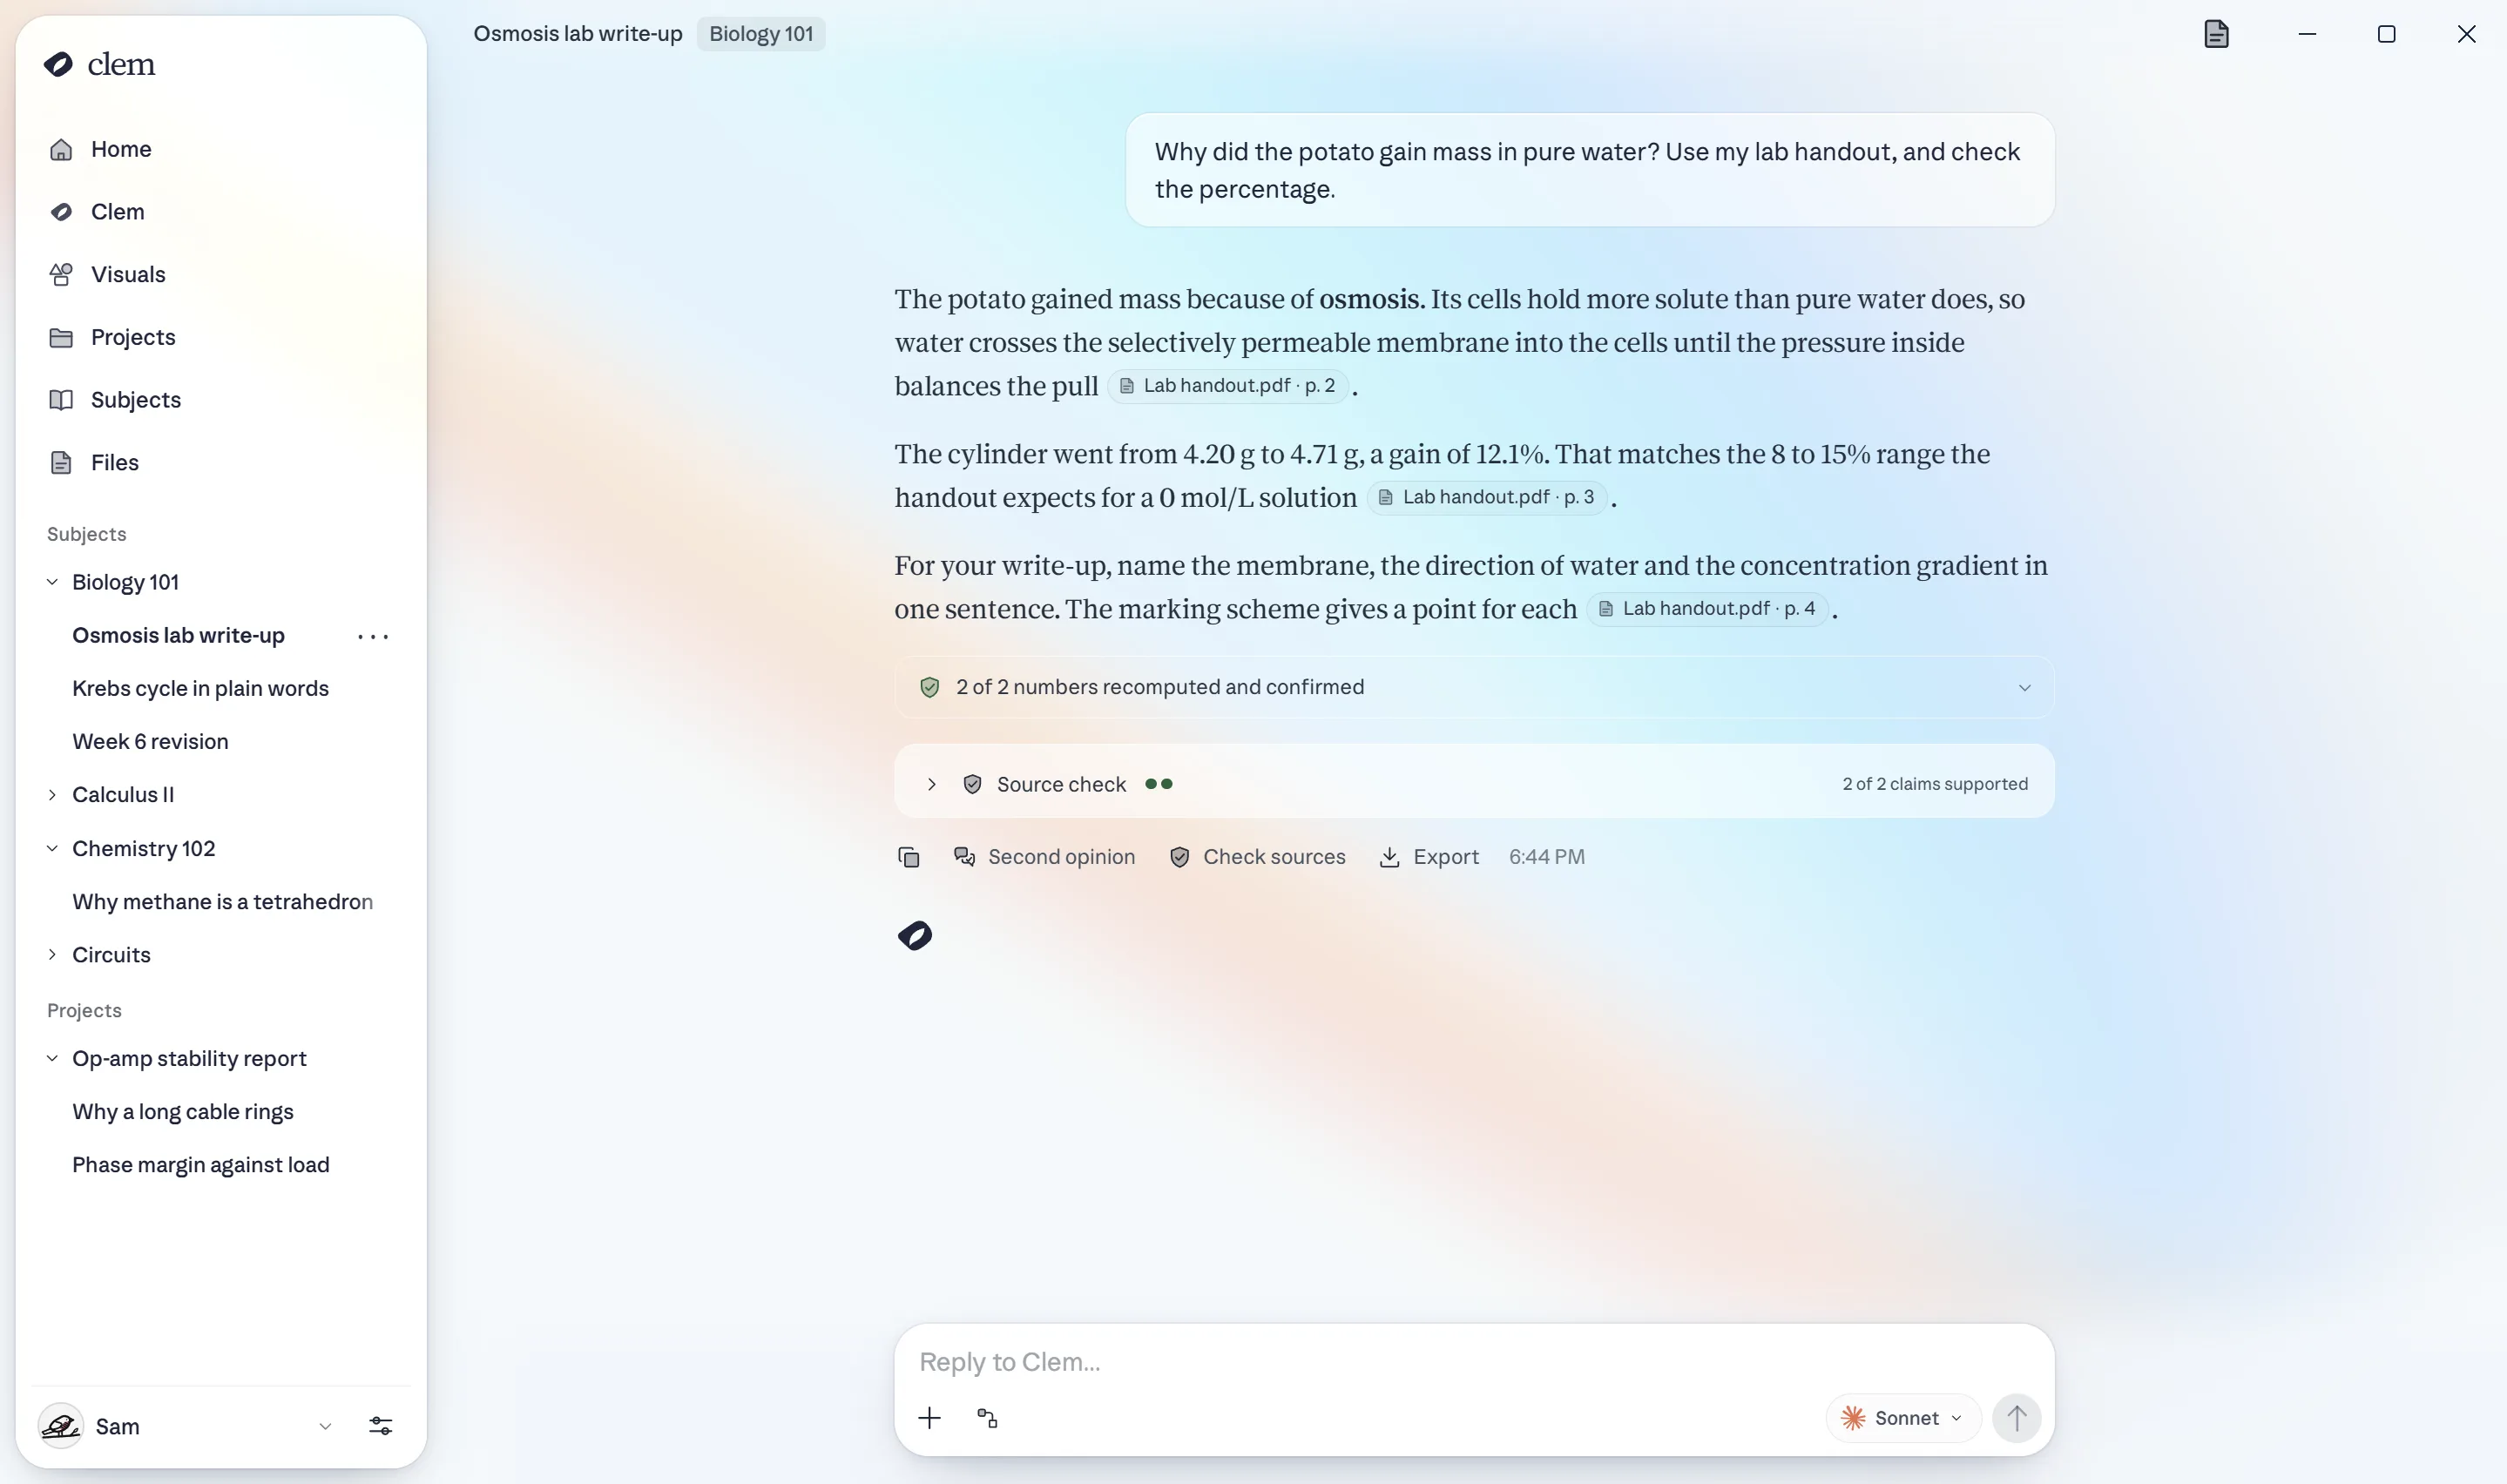 clem
Home
Clem
Visuals
Projects
Subjects
Files
Subjects
Biology 101
Osmosis lab write-up
Krebs cycle in plain words
Week 6 revision
Calculus II
Chemistry 102
Why methane is a tetrahedron
Circuits
Projects
Op-amp stability report
Why a long cable rings
Phase margin against load
Sam
Osmosis lab write-up Biology 101
Why did the potato gain mass in pure water? Use my lab handout, and check
the percentage.
The potato gained mass because of osmosis. Its cells hold more solute than pure water does, so
water crosses the selectively permeable membrane into the cells until the pressure inside
balances the pull Lab handout.pdf · p. 2 .
The cylinder went from 4.20 g to 4.71 g, a gain of 12.1%. That matches the 8 to 15% range the
handout expects for a 0 mol/L solution Lab handout.pdf · p. 3 .
For your write-up, name the membrane, the direction of water and the concentration gradient in
one sentence. The marking scheme gives a point for each Lab handout.pdf · p. 4 .
2 of 2 numbers recomputed and confirmed
Source check 2 of 2 claims supported
Second opinion Check sources Export 6:44 PM
Reply to Clem...
Sonnet